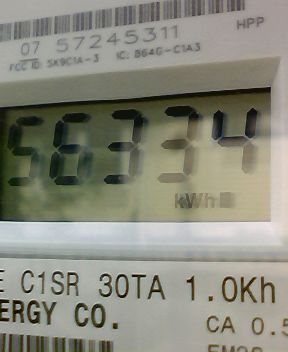 HPP
07 57245311
FCC ID: SK9C1A-3 IC: 864G-C1A3
56334
kWh
E C1SR 30TA 1.0Kh
ERGY CO.
CA 0.5